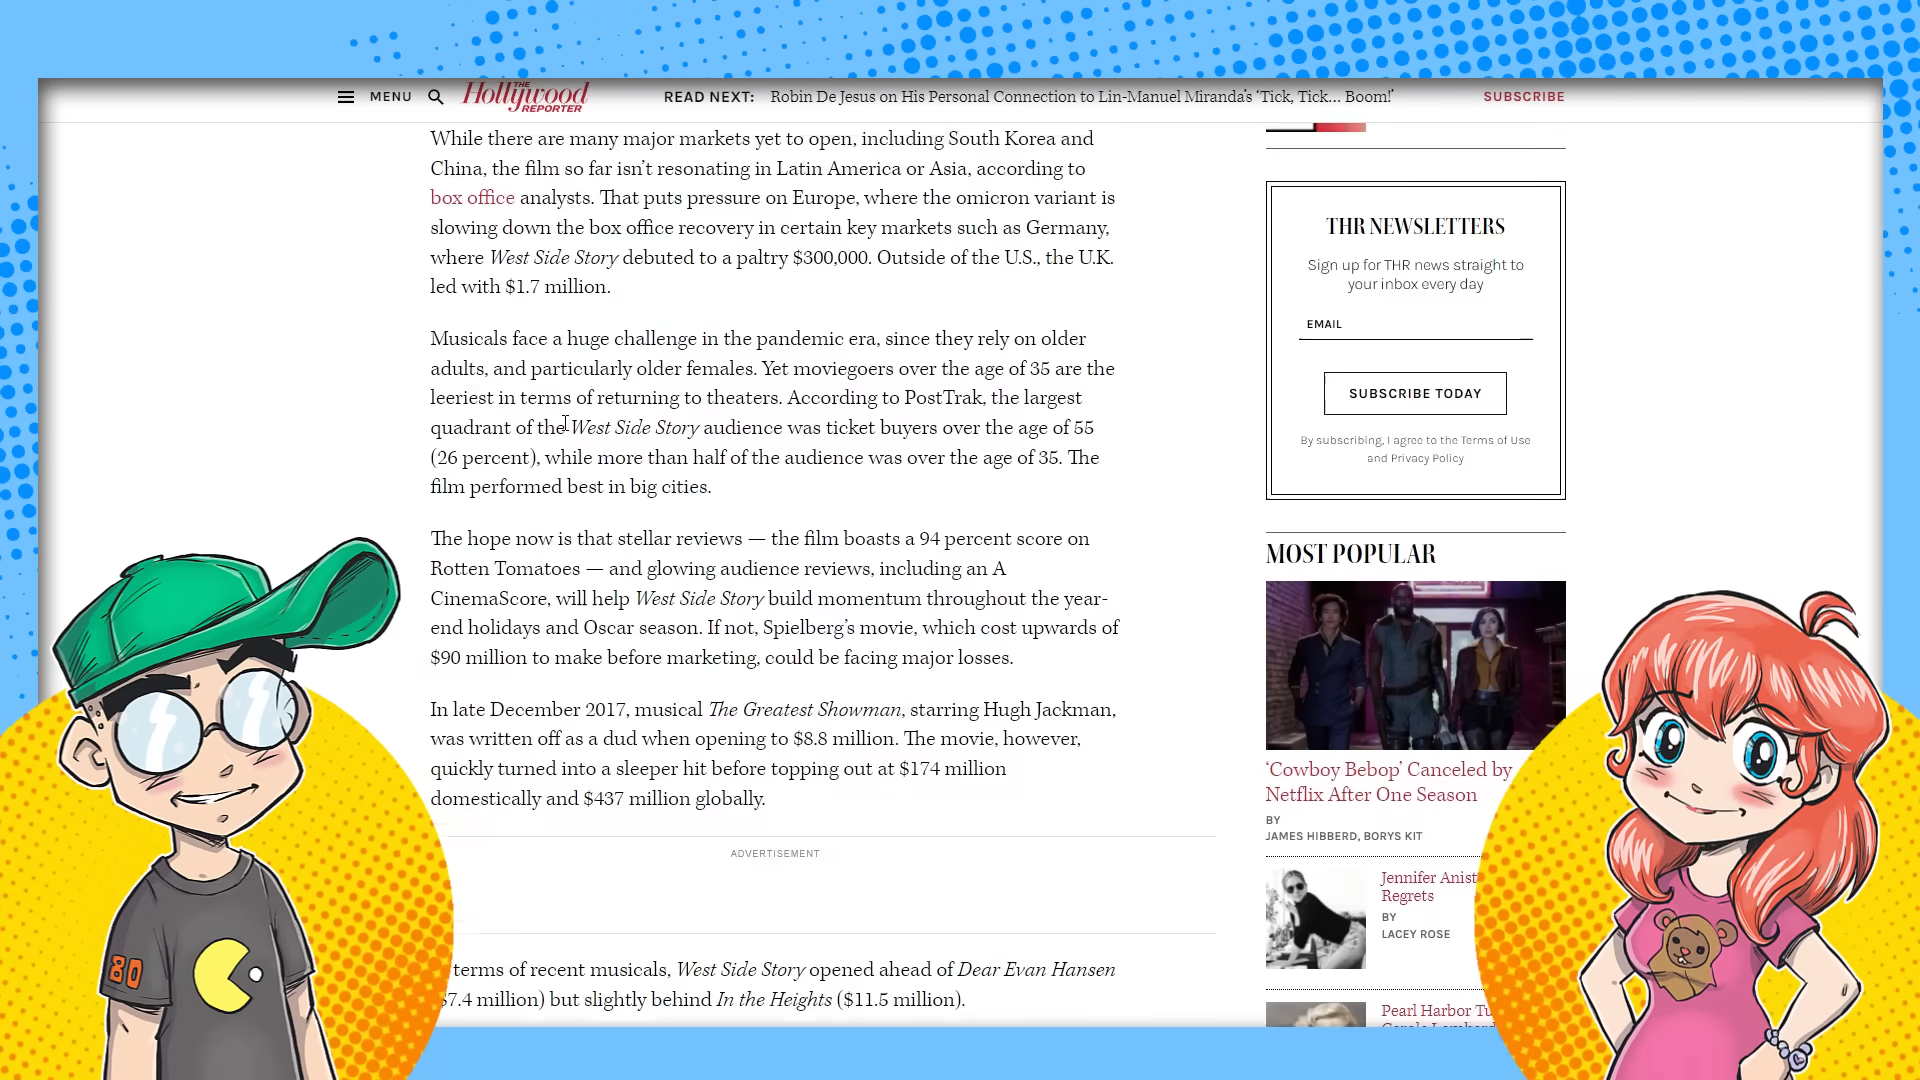 MENU
THE
Hollywood
REPORTER
READ NEXT: Robin De Jesus on His Personal Connection to Lin-Manuel Miranda's ‘Tick, Tick… Boom!’
SUBSCRIBE
While there are many major markets yet to open, including South Korea and
China, the film so far isn’t resonating in Latin America or Asia, according to
box office analysts. That puts pressure on Europe, where the omicron variant is
slowing down the box office recovery in certain key markets such as Germany,
where West Side Story debuted to a paltry $300,000. Outside of the U.S., the U.K.
led with $1.7 million.
Musicals face a huge challenge in the pandemic era, since they rely on older
adults, and particularly older females. Yet moviegoers over the age of 35 are the
leeriest in terms of returning to theaters. According to PostTrak, the largest
quadrant of the West Side Story audience was ticket buyers over the age of 55
(26 percent), while more than half of the audience was over the age of 35. The
film performed best in big cities.
The hope now is that stellar reviews — the film boasts a 94 percent score on
Rotten Tomatoes — and glowing audience reviews, including an A
CinemaScore, will help West Side Story build momentum throughout the year-
end holidays and Oscar season. If not, Spielberg’s movie, which cost upwards of
$90 million to make before marketing, could be facing major losses.
In late December 2017, musical The Greatest Showman, starring Hugh Jackman,
was written off as a dud when opening to $8.8 million. The movie, however,
quickly turned into a sleeper hit before topping out at $174 million
domestically and $437 million globally.
ADVERTISEMENT
terms of recent musicals, West Side Story opened ahead of Dear Evan Hansen
$7.4 million) but slightly behind In the Heights ($11.5 million).
THR NEWSLETTERS
Sign up for THR news straight to
your inbox every day
EMAIL
SUBSCRIBE TODAY
By subscribing, I agree to the Terms of Use
and Privacy Policy
MOST POPULAR
‘Cowboy Bebop’ Canceled by
Netflix After One Season
BY
JAMES HIBBERD, BORYS KIT
Jennifer Anist
Regrets
BY
LACEY ROSE
Pearl Harbor Tu
80